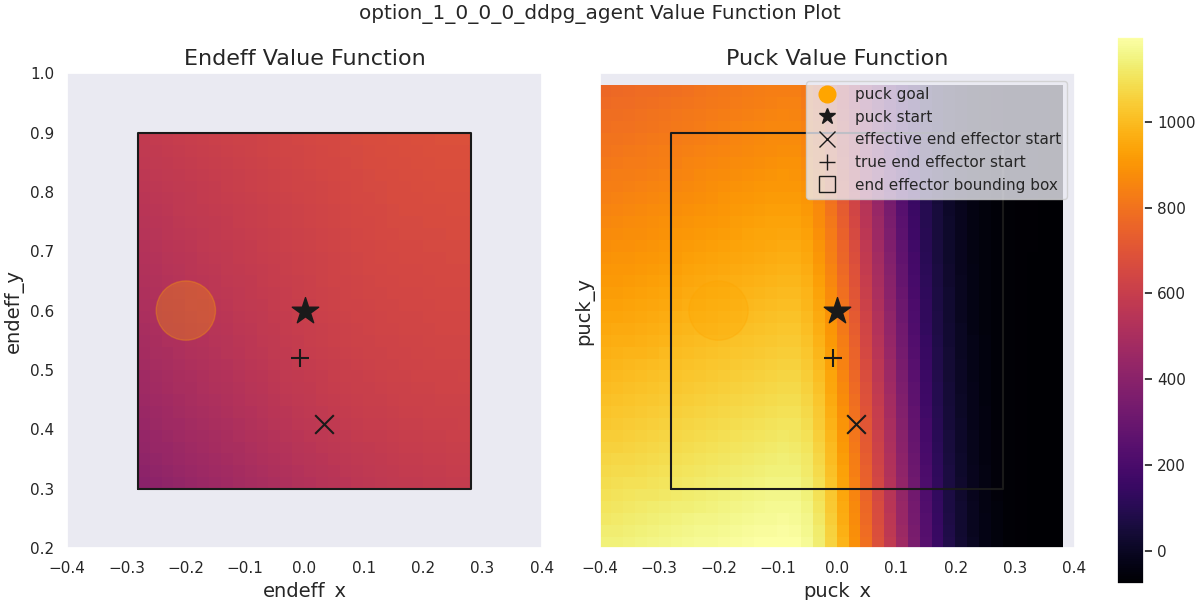 option_1_0_0_0_ddpg_agent Value Function Plot
Endeff Value Function
Puck Value Function
1.0
0.9
0.8
0.7
0.6
0.5
0.4
0.3
0.2
endeff_y
−0.4
−0.3
−0.2
−0.1
0.0
0.1
0.2
0.3
0.4
endeff_x
puck_y
puck goal
puck start
effective end effector start
true end effector start
end effector bounding box
−0.4
−0.3
−0.2
−0.1
0.0
0.1
0.2
0.3
0.4
puck_x
1000
800
600
400
200
0